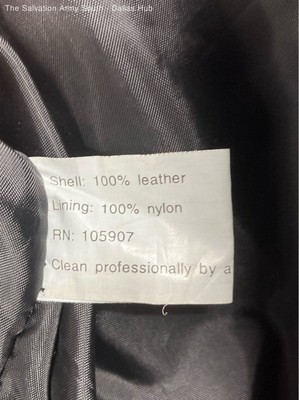 The Salvation Army South - Dallas Hub
Shell: 100% leather
Lining: 100% nylon
RN: 105907
Clean professionally by a